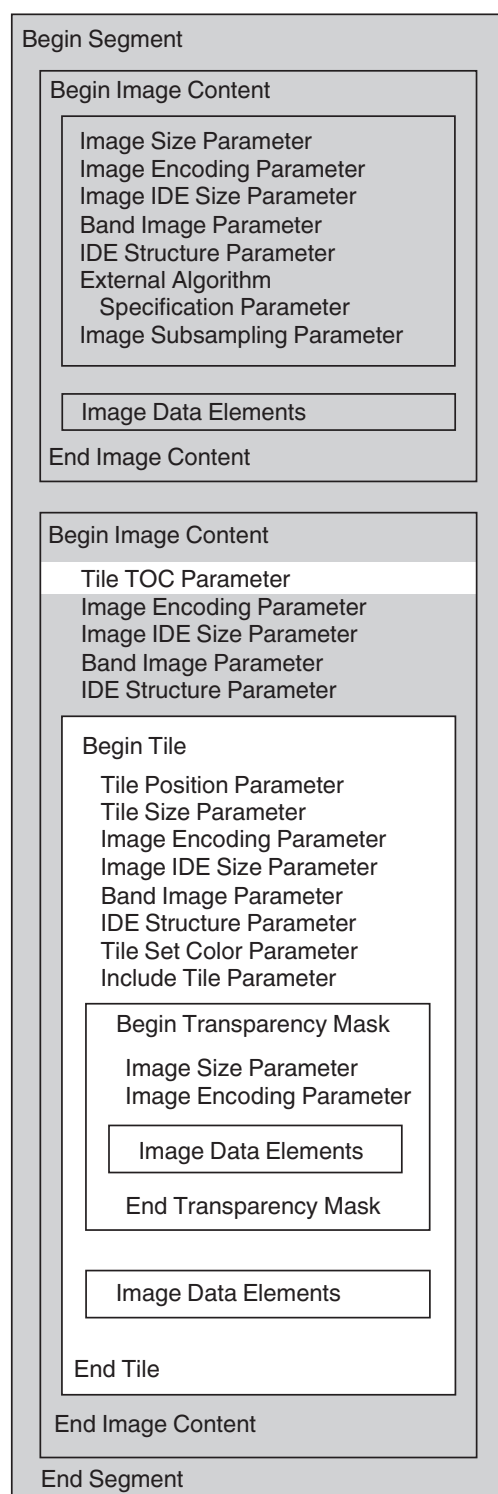 Begin Segment
Begin Image Content
Image Size Parameter
Image Encoding Parameter
Image IDE Size Parameter
Band Image Parameter
IDE Structure Parameter
External Algorithm
Specification Parameter
Image Subsampling Parameter
Image Data Elements
End Image Content
Begin Image Content
Tile TOC Parameter
Image Encoding Parameter
Image IDE Size Parameter
Band Image Parameter
IDE Structure Parameter
Begin Tile
Tile Position Parameter
Tile Size Parameter
Image Encoding Parameter
Image IDE Size Parameter
Band Image Parameter
IDE Structure Parameter
Tile Set Color Parameter
Include Tile Parameter
Begin Transparency Mask
Image Size Parameter
Image Encoding Parameter
Image Data Elements
End Transparency Mask
Image Data Elements
End Tile
End Image Content
End Segment